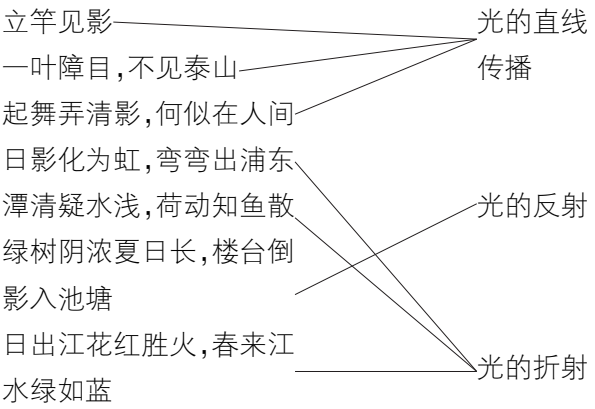 立竿见影
一叶障目,不见泰山
起舞弄清影,何似在人间
日影化为虹,弯弯出浦东
潭清疑水浅,荷动知鱼散
绿树阴浓夏日长,楼台倒
影入池塘
日出江花红胜火,春来江
水绿如蓝
光的直线
传播
光的反射
光的折射